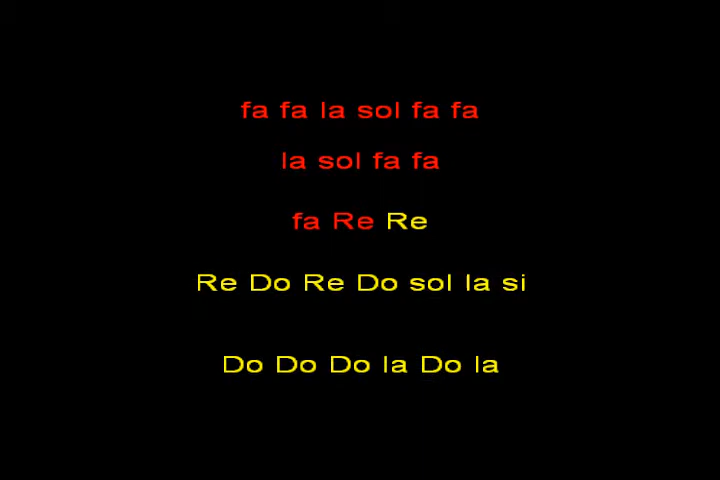 fa fa la sol fa fa
la sol fa fa
fa Re Re
Re Do Re Do sol la si
Do Do Do la Do la